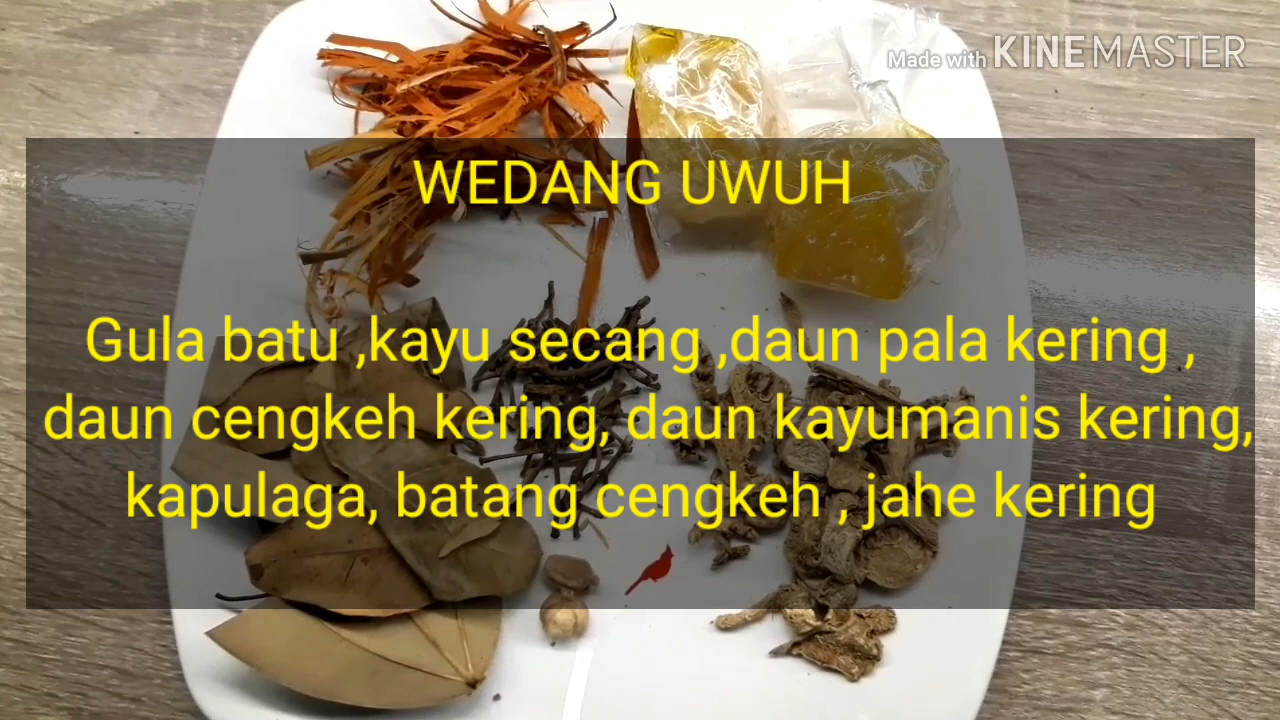 Made with KINEMASTER
WEDANG UWUH
Gula batu ,kayu secang ,daun pala kering ,
daun cengkeh kering, daun kayumanis kering,
kapulaga, batang cengkeh , jahe kering